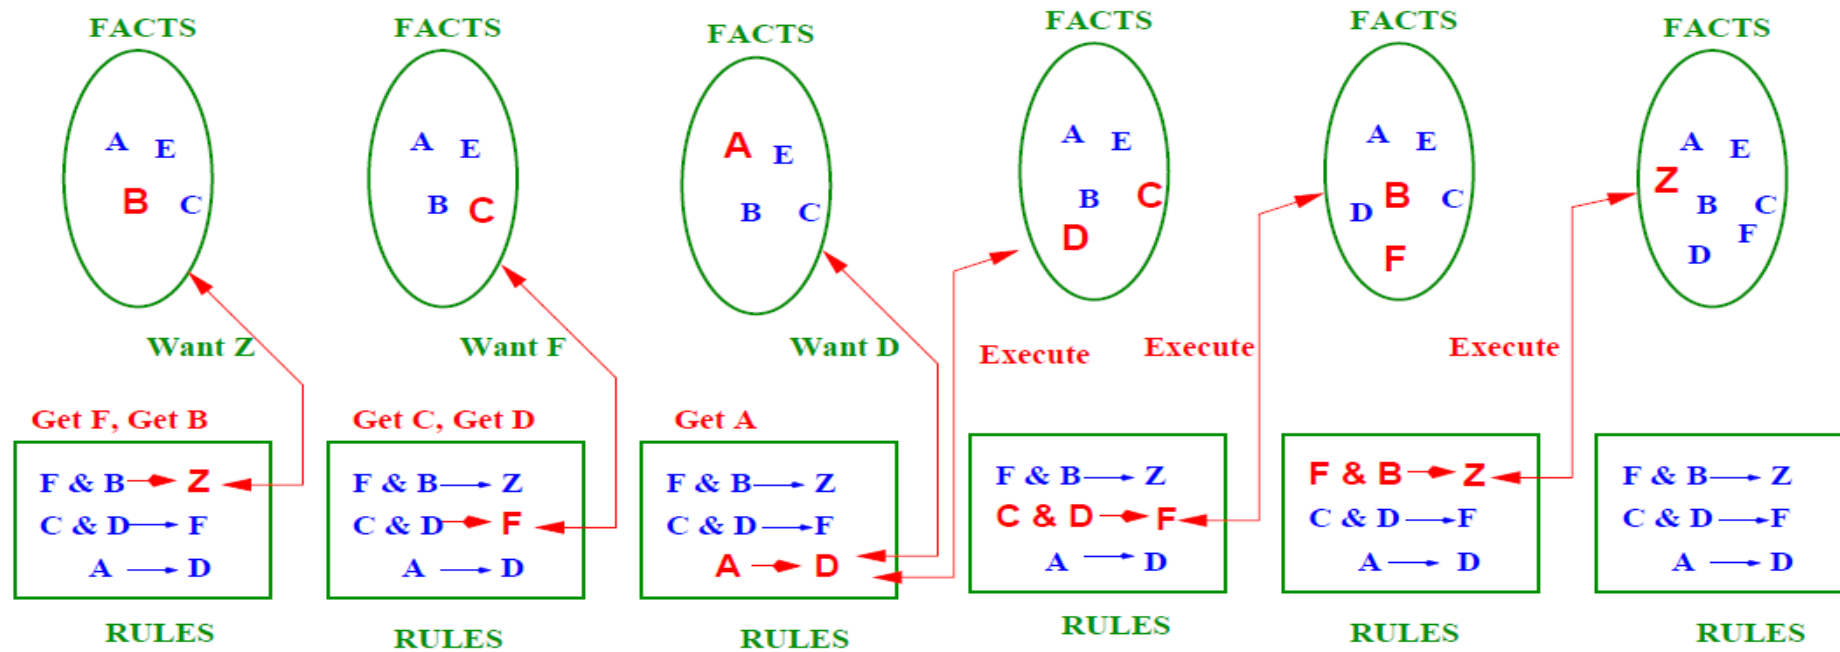 FACTS
A E
B C
Want Z
Get F, Get B
F & B Z
C & D F
A D
RULES
FACTS
A E
B C
Want F
Get C, Get D
F & B Z
C & D F
A D
RULES
FACTS
A E
B C
Want D
Get A
F & B Z
C & D F
A D
RULES
FACTS
A E
B C
D
Execute
F & B Z
C & D F
A D
RULES
FACTS
A E
D B C
F
Execute
F & B Z
C & D F
A D
RULES
FACTS
A E
Z
B C
F
D
Execute
F & B Z
C & D F
A D
RULES